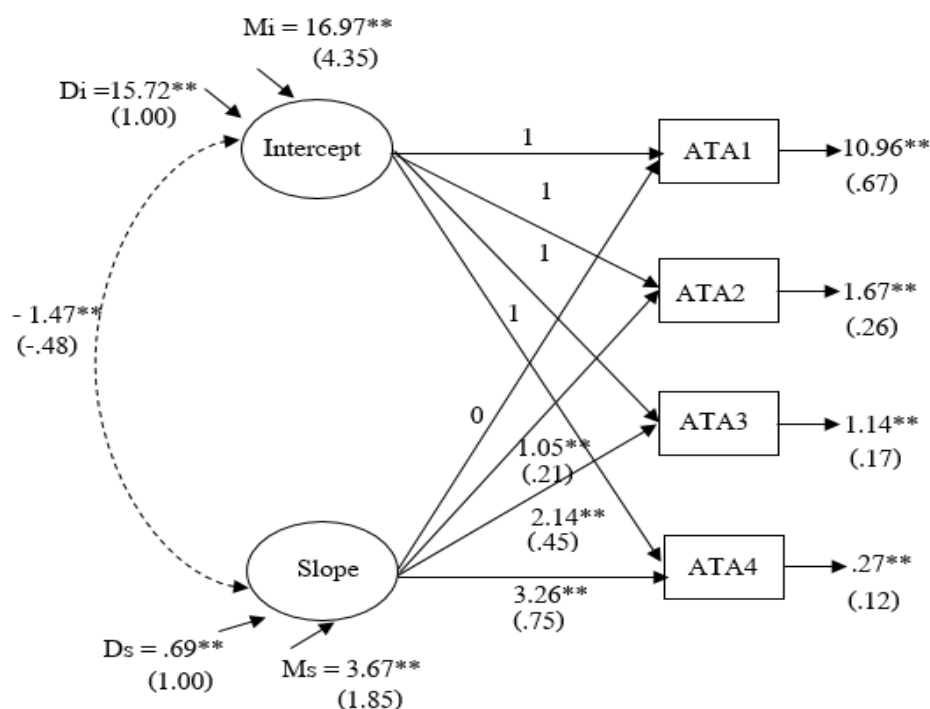 Mi = 16.97**
(4.35)
Di =15.72**
(1.00)
Intercept
1
ATA1
10.96**
(.67)
1
1
ATA2
1.67**
(.26)
1
- 1.47**
(-.48)
0
ATA3
1.14**
(.17)
1.05**
(.21)
2.14**
(.45)
Slope
ATA4
.27**
(.12)
3.26**
(.75)
Ds = .69**
(1.00)
Ms = 3.67**
(1.85)